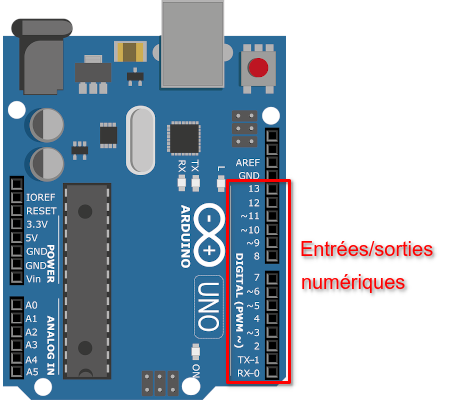 RX
TX
L
AREF
GND
13
12
~11
~10
~9
8
7
~6
~5
4
~3
2
TX-1
RX-0
DIGITAL (PWM ~)
Entrées/sorties
numériques
ARDUINO
UNO
ON
IOREF
RESET
3.3V
5V
GND
GND
Vin
POWER
A0
A1
A2
A3
A4
A5
ANALOG IN